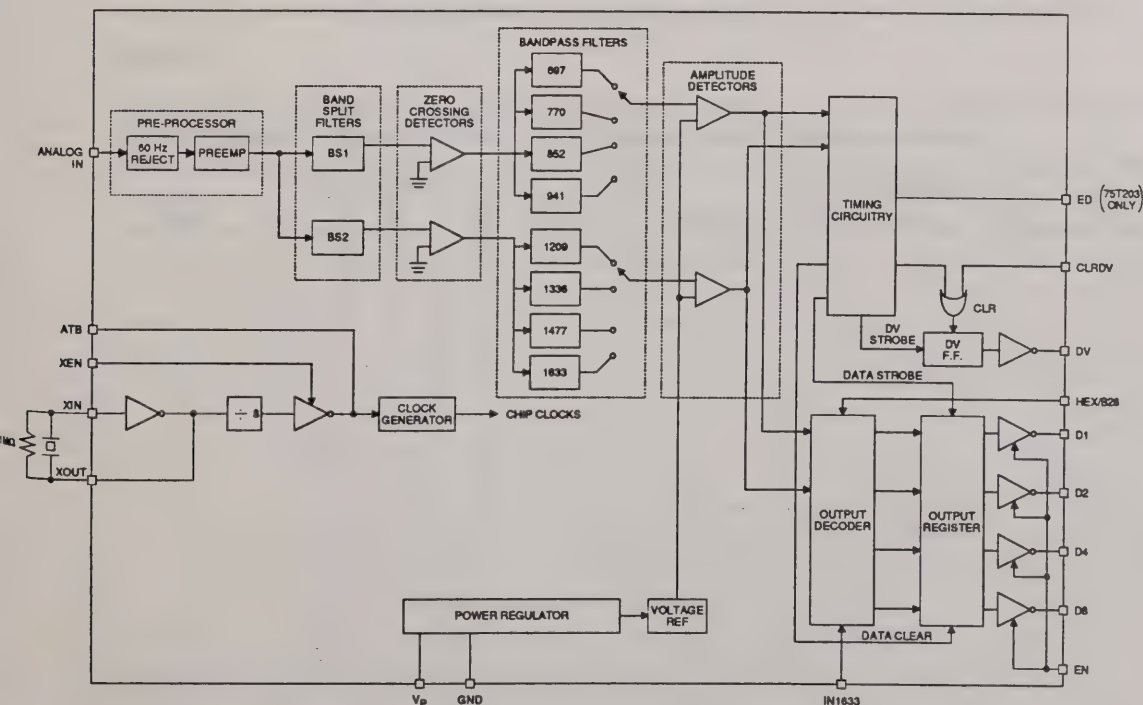 BANDPASS FILTERS
697
770
852
941
1209
1336
1477
1633
AMPLITUDE
DETECTORS
BAND
SPLIT
FILTERS
BS1
BS2
ZERO
CROSSING
DETECTORS
PRE-PROCESSOR
60 Hz
REJECT
PREEMP
ANALOG
IN
TIMING
CIRCUITRY
ED (75T203 ONLY)
CLRDV
CLR
DV
STROBE
DV
F.F.
DV
DATA STROBE
HEX/B28
ATB
XEN
XIN
XOUT
1MΩ
÷ 8
CLOCK
GENERATOR
CHIP CLOCKS
OUTPUT
DECODER
OUTPUT
REGISTER
D1
D2
D4
D8
DATA CLEAR
EN
POWER REGULATOR
VOLTAGE
REF
VP
GND
IN1633